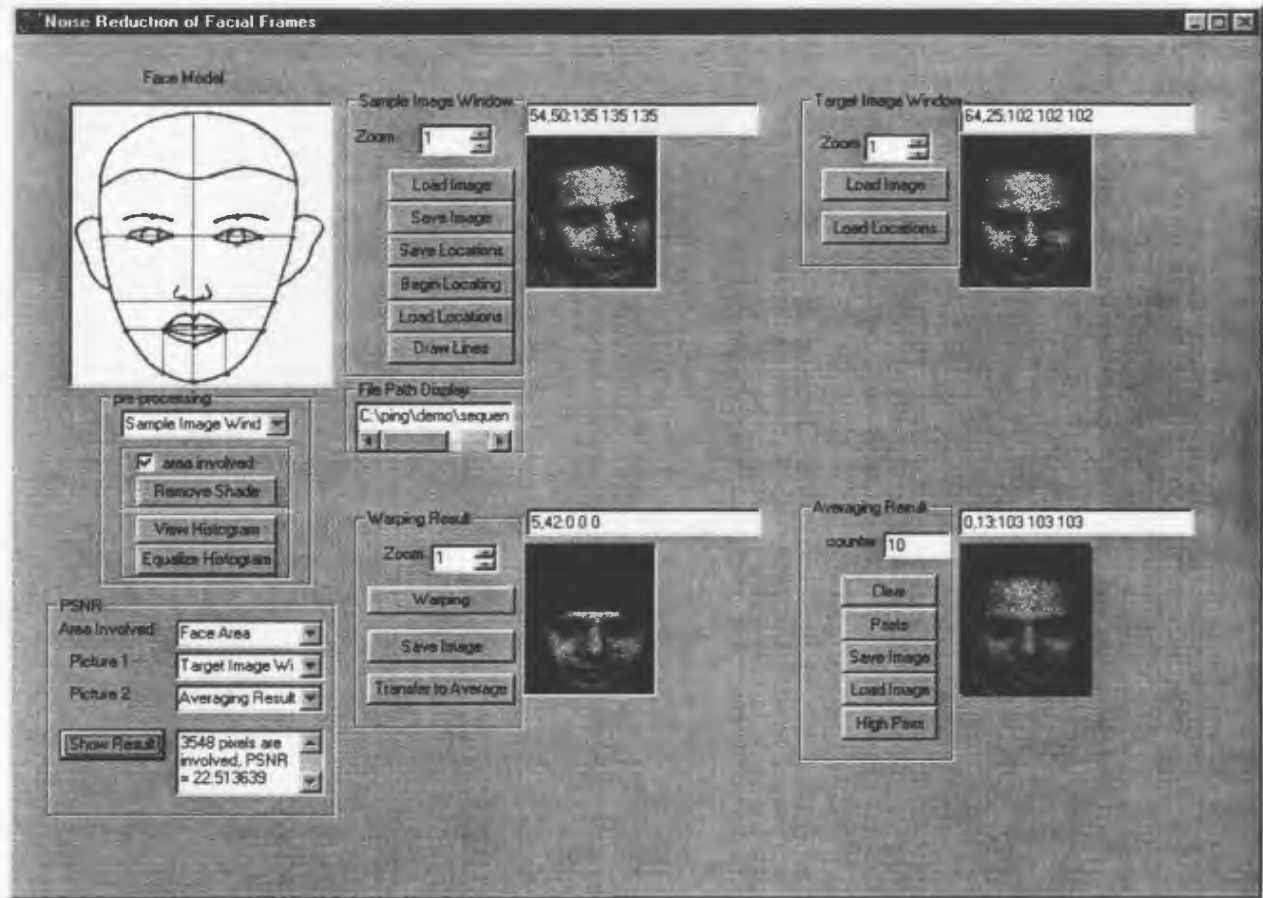 Noise Reduction of Facial Frames
Face Model
Sample Image Window
54,50:135 135 135
Zoom 1
Load Image
Save Image
Save Locations
Begin Locating
Load Locations
Draw Lines
Target Image Window
64,25:102 102 102
Zoom 1
Load Image
Load Locations
File Path Display
C:\ping\demo\sequen
pre-processing
Sample Image Wind
area involved
Remove Shade
View Histogram
Equalize Histogram
PSNR
Area Involved Face Area
Picture 1 Target Image Wi
Picture 2 Averaging Result
Show Result
3548 pixels are
involved, PSNR
= 22.513639
Warping Result
5,42:0 0 0
Zoom 1
Warping
Save Image
Transfer to Average
Averaging Result
0,13:103 103 103
counter 10
Clear
Paste
Save Image
Load Image
High Pass